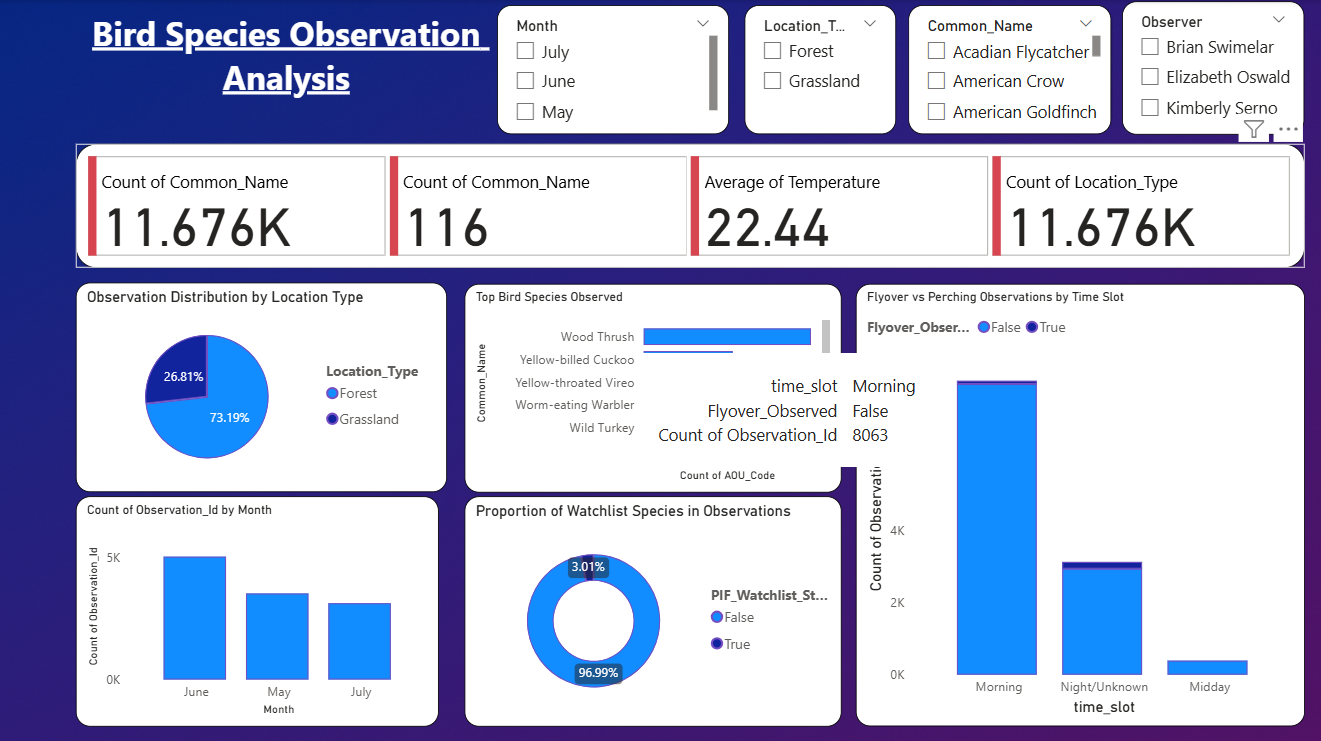 Bird Species Observation
Analysis
Month
July
June
May
Location_T...
Forest
Grassland
Common_Name
Acadian Flycatcher
American Crow
American Goldfinch
Observer
Brian Swimelar
Elizabeth Oswald
Kimberly Serno
Count of Common_Name
11.676K
Count of Common_Name
116
Average of Temperature
22.44
Count of Location_Type
11.676K
Observation Distribution by Location Type
26.81%
73.19%
Location_Type
Forest
Grassland
Top Bird Species Observed
Common_Name
Wood Thrush
Yellow-billed Cuckoo
Yellow-throated Vireo
Worm-eating Warbler
Wild Turkey
Count of AOU_Code
time_slot Morning
Flyover_Observed False
Count of Observation_Id 8063
Flyover vs Perching Observations by Time Slot
Flyover_Obser... False True
Count of Observati
4K
2K
0K
Morning Night/Unknown Midday
time_slot
Count of Observation_Id by Month
Count of Observation_Id
5K
0K
June May July
Month
Proportion of Watchlist Species in Observations
3.01%
96.99%
PIF_Watchlist_St...
False
True